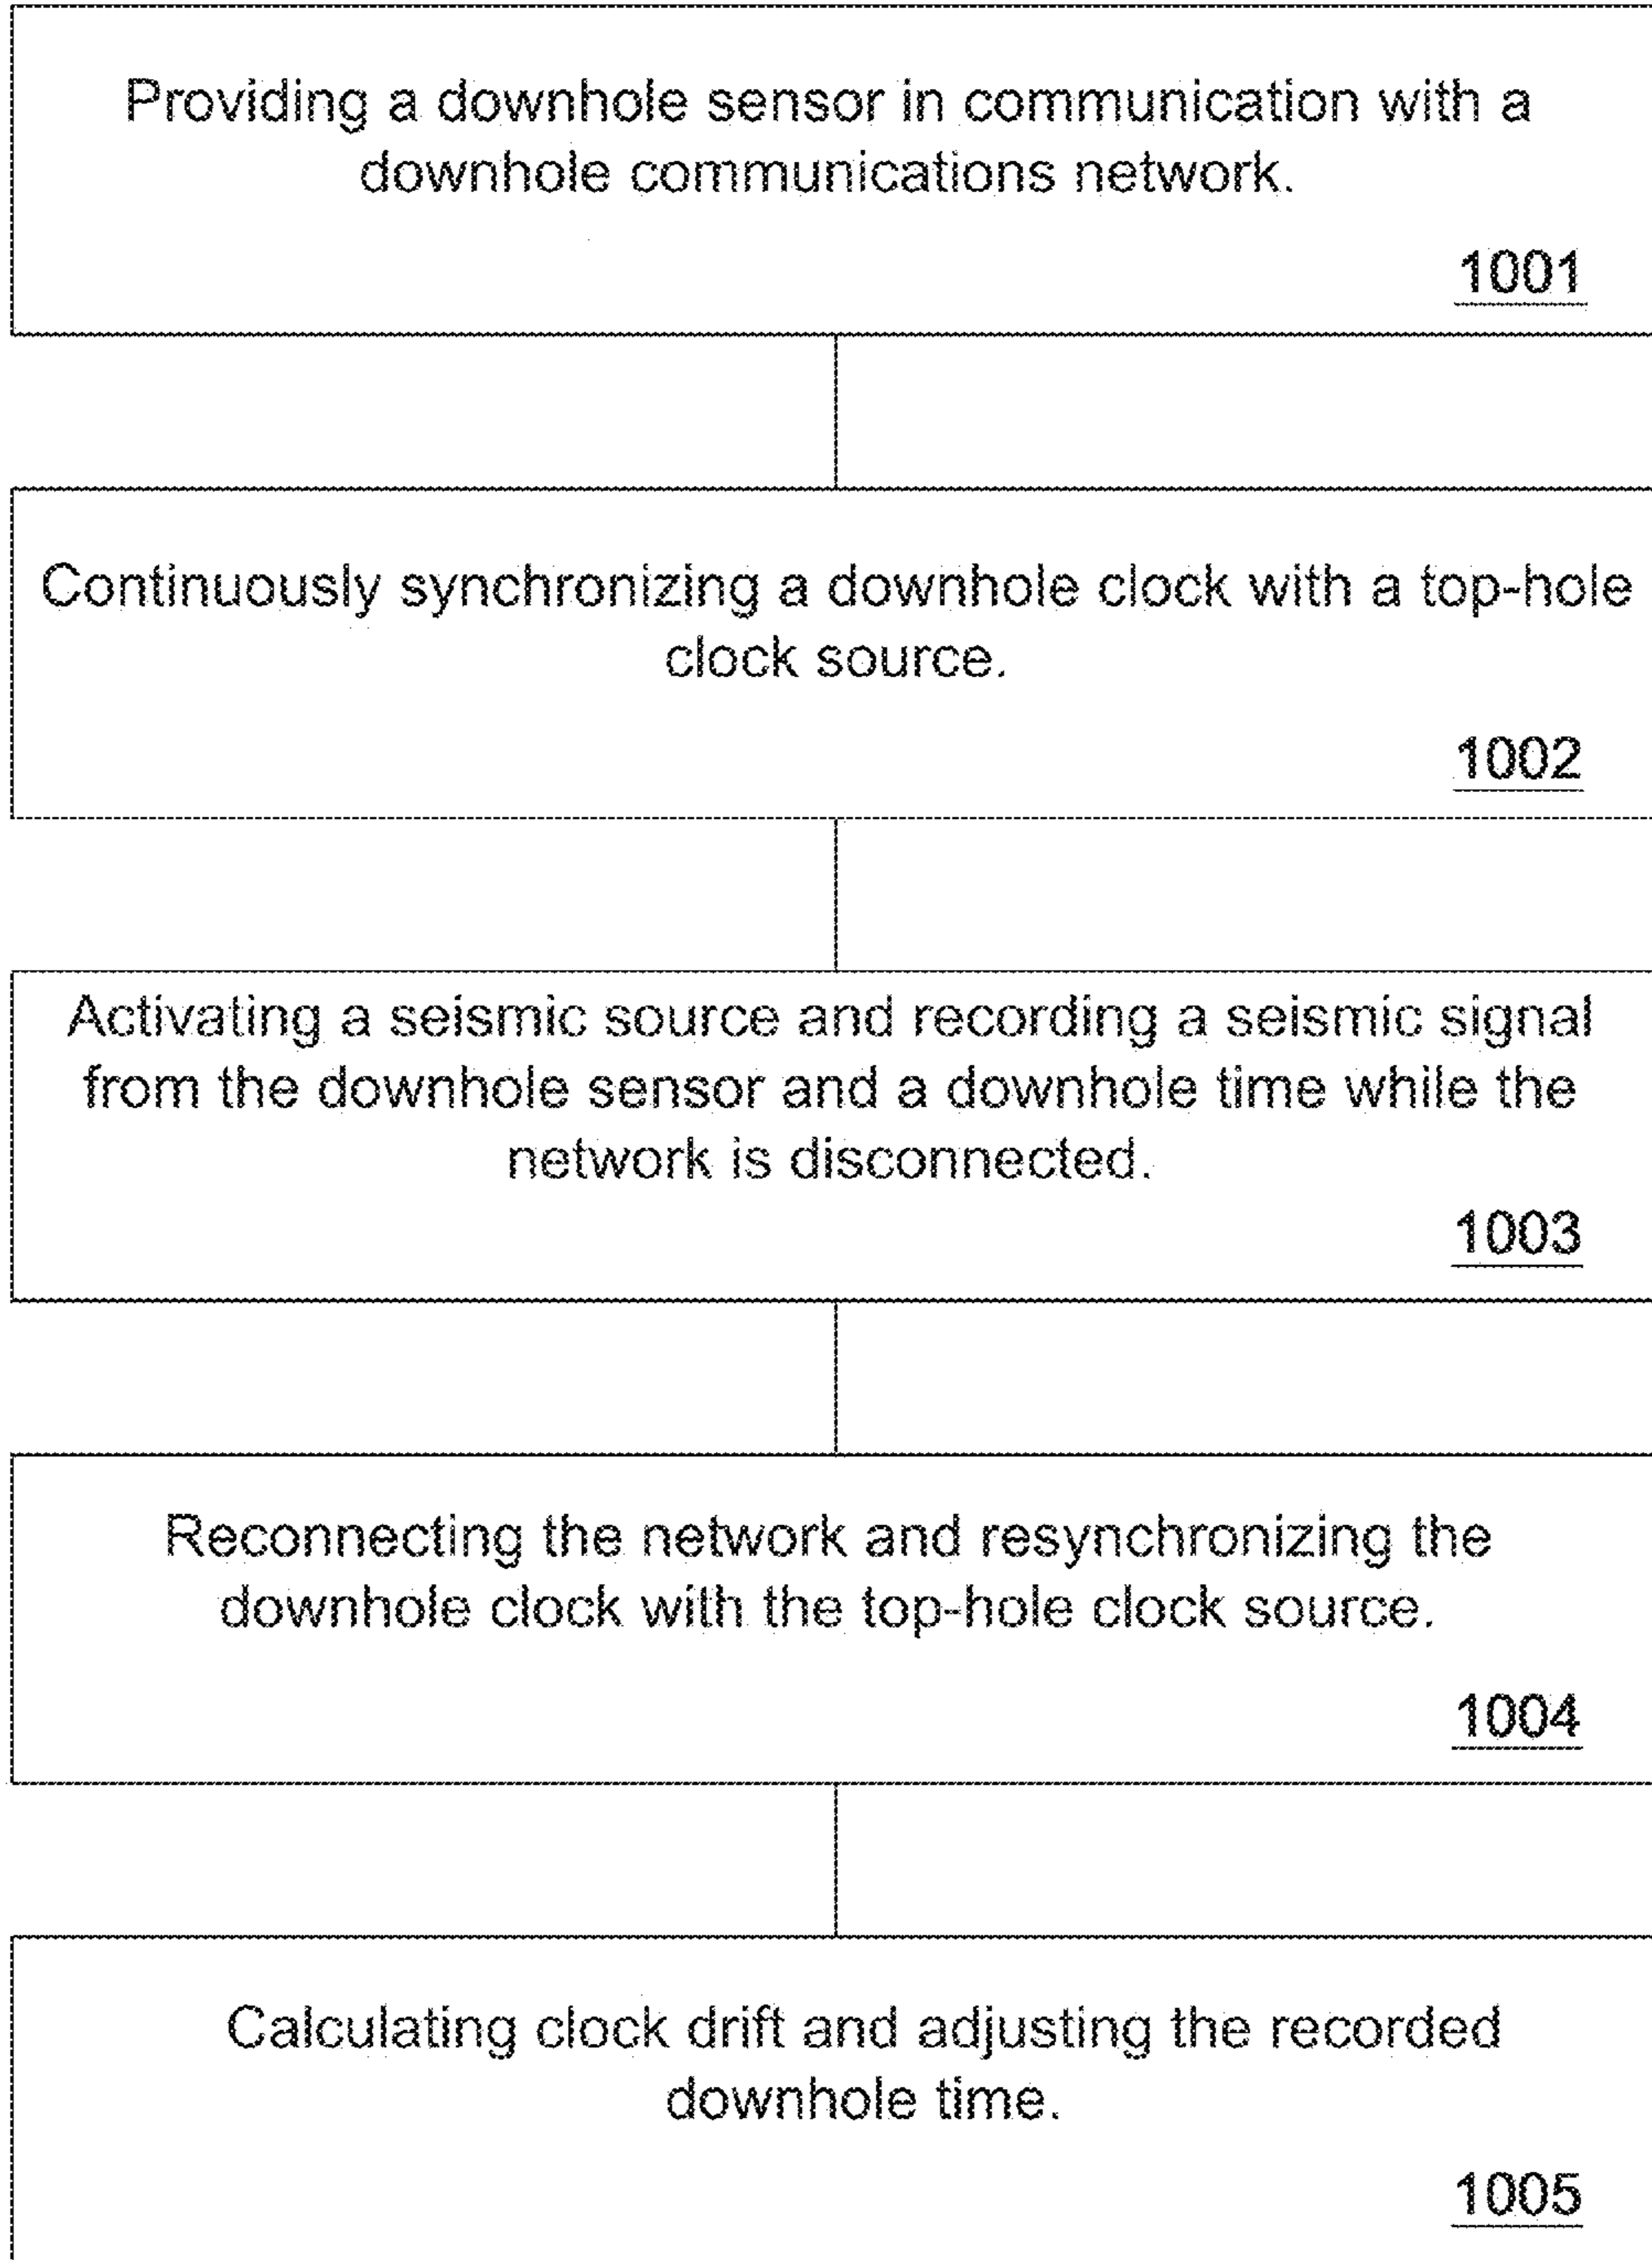 Providing a downhole sensor in communication with a
downhole communications network.
1001
Continuously synchronizing a downhole clock with a top-hole
clock source.
1002
Activating a seismic source and recording a seismic signal
from the downhole sensor and a downhole time while the
network is disconnected.
1003
Reconnecting the network and resynchronizing the
downhole clock with the top-hole clock source.
1004
Calculating clock drift and adjusting the recorded
downhole time.
1005